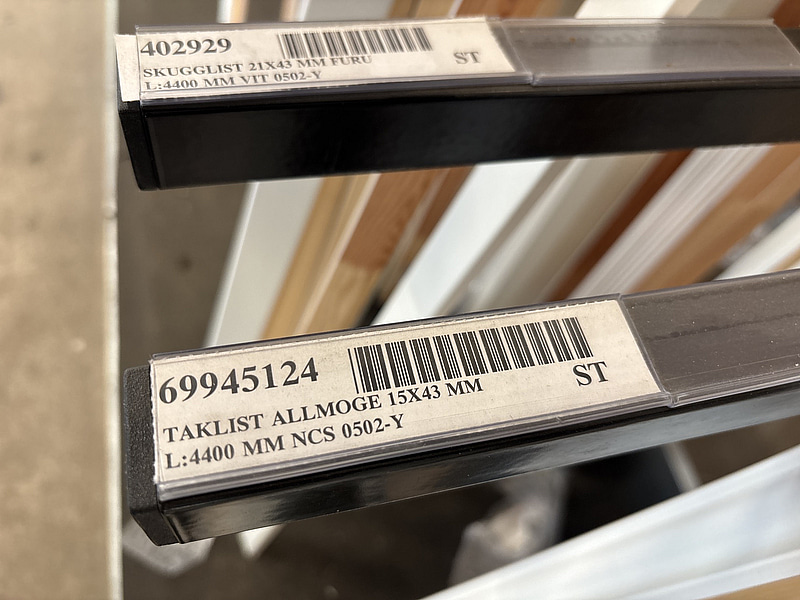 402929
SKUGGLIST 21X43 MM FURU
ST
L:4400 MM VIT 0502-Y
69945124
TAKLIST ALLMOGE 15X43 MM
ST
L:4400 MM NCS 0502-Y